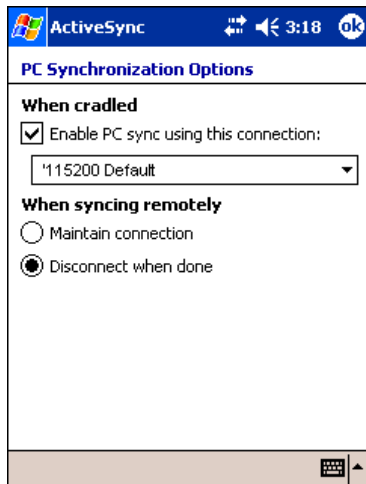 ActiveSync 3:18 ok
PC Synchronization Options
When cradled
Enable PC sync using this connection:
'115200 Default
When syncing remotely
Maintain connection
Disconnect when done